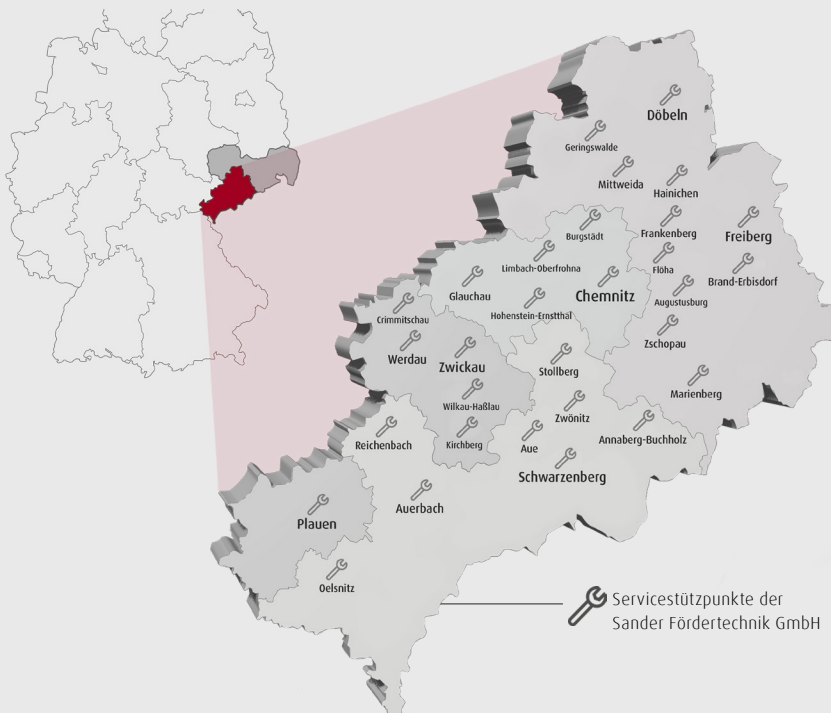 Döbeln
Geringswalde
Mittweida
Hainichen
Burgstädt
Frankenberg
Freiberg
Limbach-Oberfrohna
Flöha
Brand-Erbisdorf
Glauchau
Chemnitz
Augustusburg
Crimmitschau
Hohenstein-Ernstthal
Zschopau
Werdau
Zwickau
Stollberg
Marienberg
Wilkau-Haßlau
Zwönitz
Reichenbach
Kirchberg
Aue
Annaberg-Buchholz
Schwarzenberg
Auerbach
Plauen
Oelsnitz
Servicestützpunkte der
Sander Fördertechnik GmbH